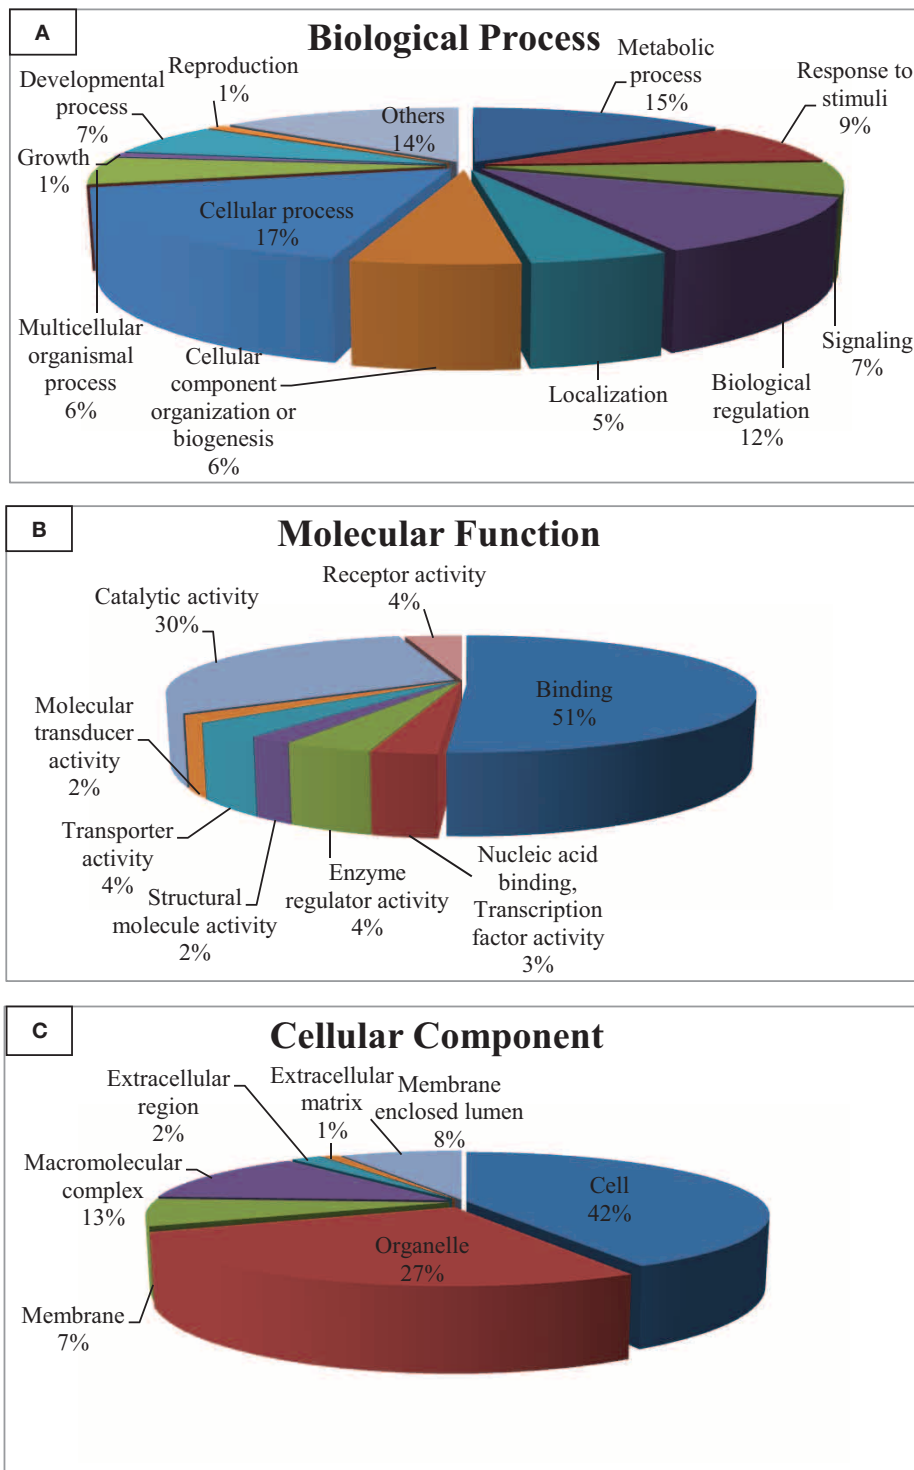 A
Biological Process
Metabolic
process
15%
Response to
stimuli
9%
Signaling
7%
Biological
regulation
12%
Localization
5%
Cellular
component
organization or
biogenesis
6%
Cellular process
17%
Multicellular
organismal
process
6%
Growth
1%
Developmental
process
7%
Reproduction
1%
Others
14%
B
Molecular Function
Binding
51%
Nucleic acid
binding,
Transcription
factor activity
3%
Enzyme
regulator activity
4%
Structural
molecule activity
2%
Transporter
activity
4%
Molecular
transducer
activity
2%
Catalytic activity
30%
Receptor activity
4%
C
Cellular Component
Cell
42%
Organelle
27%
Membrane
7%
Macromolecular
complex
13%
Extracellular
region
2%
Extracellular
matrix
1%
Membrane
enclosed lumen
8%